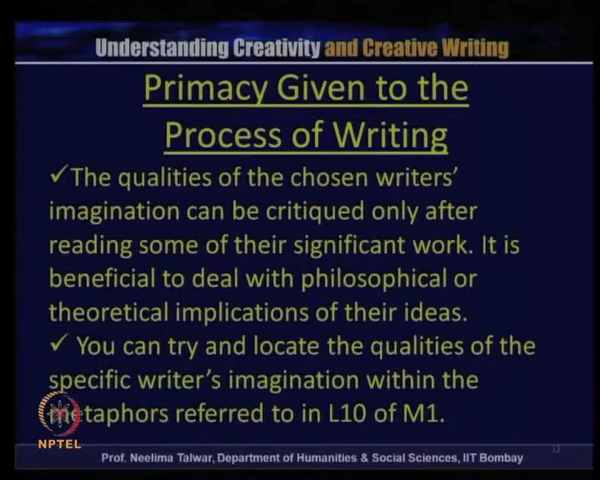 Understanding Creativity and Creative Writing
Primacy Given to the
Process of Writing
✓The qualities of the chosen writers'
imagination can be critiqued only after
reading some of their significant work. It is
beneficial to deal with philosophical or
theoretical implications of their ideas.
✓ You can try and locate the qualities of the
specific writer's imagination within the
metaphors referred to in L10 of M1.
NPTEL
12
Prof. Neelima Talwar, Department of Humanities & Social Sciences, IIT Bombay